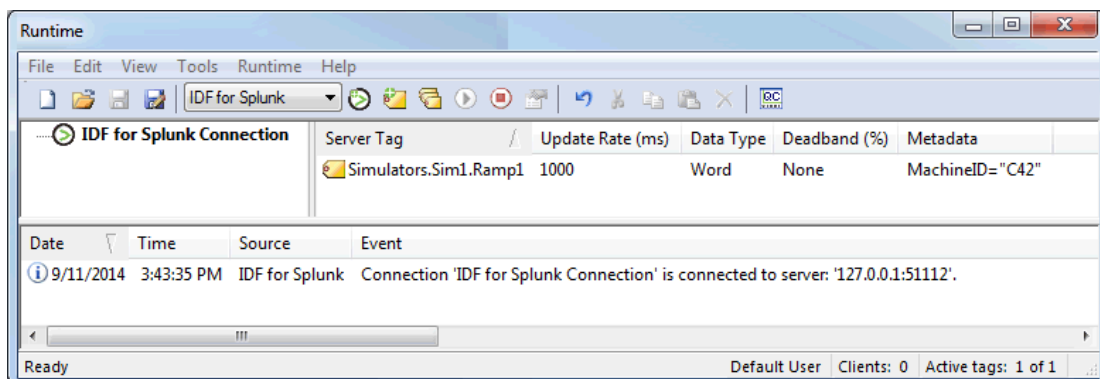 Runtime
File Edit View Tools Runtime Help
IDF for Splunk
IDF for Splunk Connection
Server Tag Update Rate (ms) Data Type Deadband (%) Metadata
Simulators.Sim1.Ramp1 1000 Word None MachineID="C42"
Date Time Source Event
9/11/2014 3:43:35 PM IDF for Splunk Connection 'IDF for Splunk Connection' is connected to server: '127.0.0.1:51112'.
Ready Default User Clients: 0 Active tags: 1 of 1